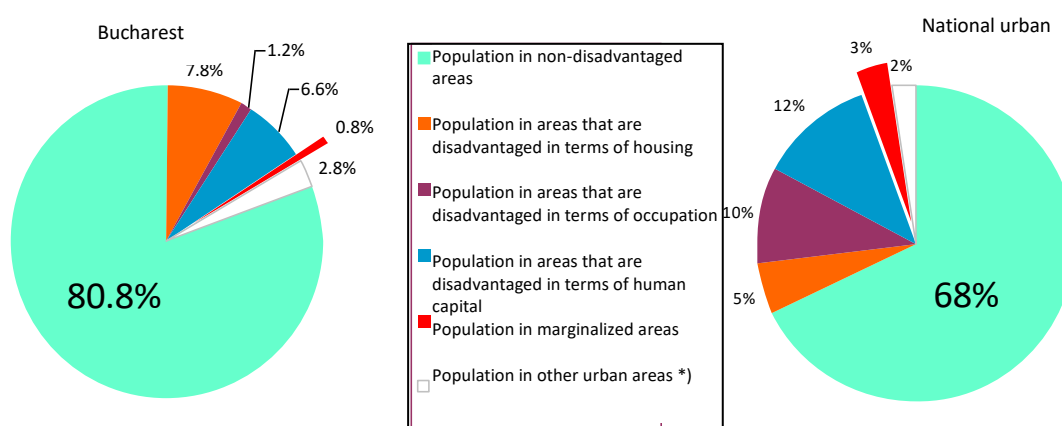 Bucharest
7.8%
1.2%
6.6%
0.8%
2.8%
80.8%
Population in non-disadvantaged
areas
Population in areas that are
disadvantaged in terms of housing
Population in areas that are
disadvantaged in terms of occupation
Population in areas that are
disadvantaged in terms of human
capital
Population in marginalized areas
Population in other urban areas *)
National urban
3%
2%
12%
10%
5%
68%